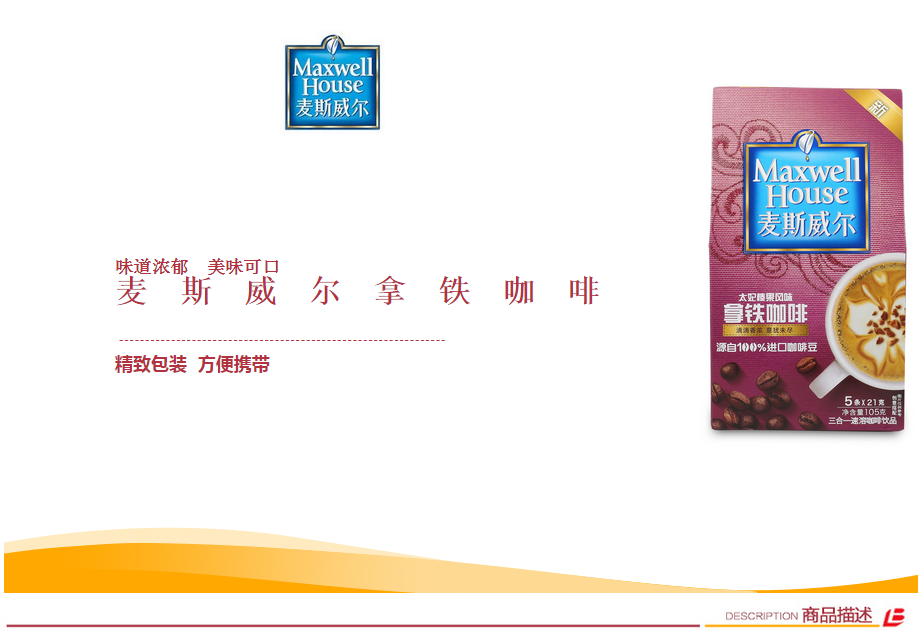 Maxwell
House
麦斯威尔
味道浓郁 美味可口
麦斯威尔拿铁咖啡
精致包装 方便携带
新
Maxwell
House
麦斯威尔
太妃榛果风味
拿铁咖啡
滴滴香浓 意犹未尽
源自100%进口咖啡豆
5条X21克
净含量105克
三合一速溶咖啡饮品
DESCRIPTION 商品描述